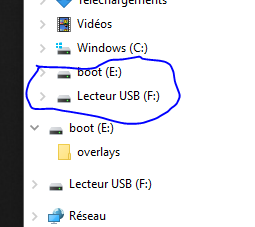 Téléchargements
Vidéos
Windows (C:)
boot (E:)
Lecteur USB (F:)
boot (E:)
overlays
Lecteur USB (F:)
Réseau